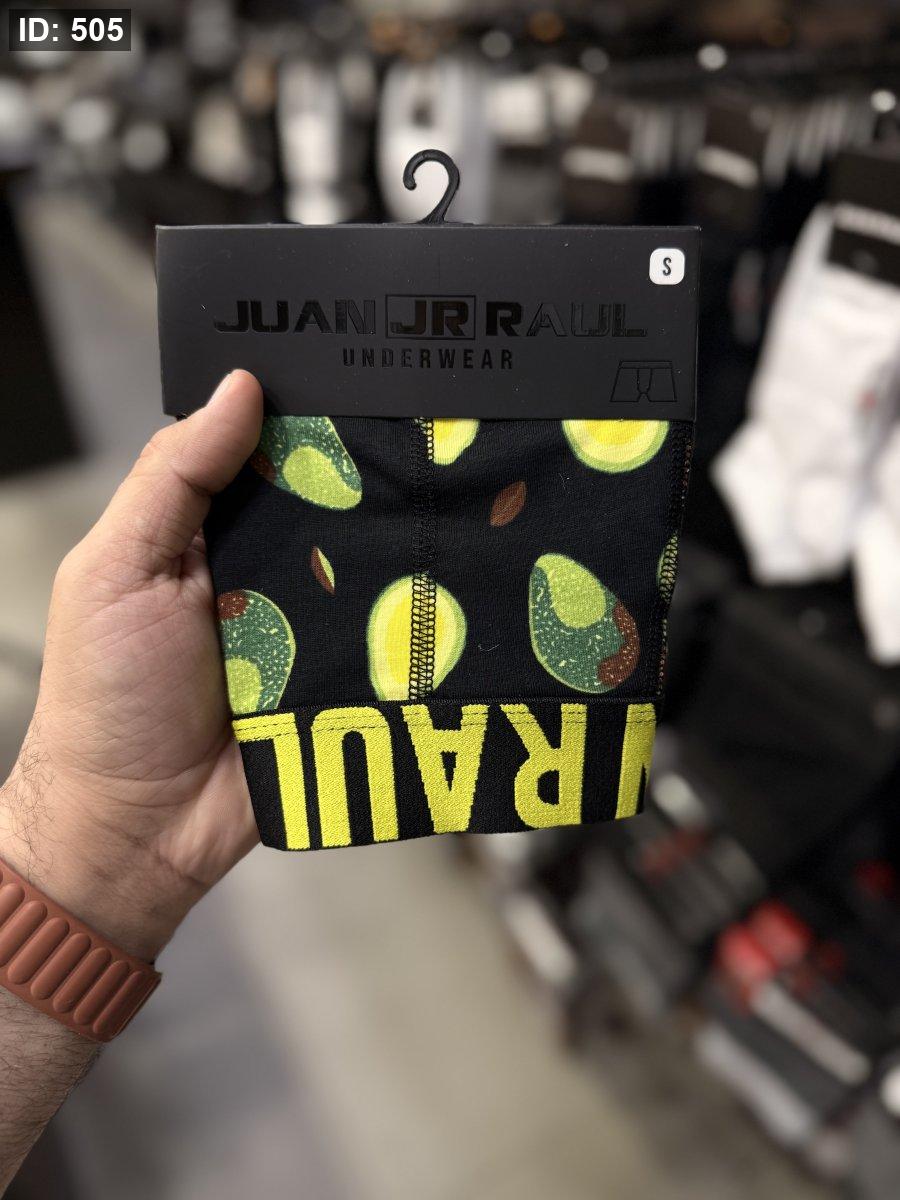 ID: 505
S
JUAN JR RAUL
UNDERWEAR
N RAUL